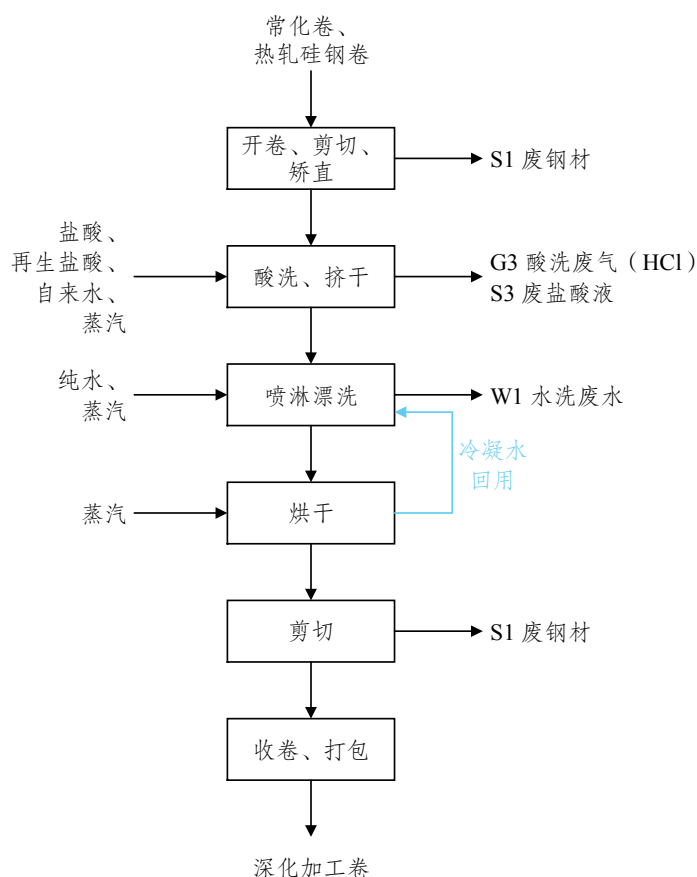 常化卷、
热轧硅钢卷
开卷、剪切、
矫直
S1 废钢材
盐酸、
再生盐酸、
自来水、
蒸汽
酸洗、挤干
G3 酸洗废气（HCl）
S3 废盐酸液
纯水、
蒸汽
喷淋漂洗
W1 水洗废水
冷凝水
回用
蒸汽
烘干
剪切
S1 废钢材
收卷、打包
深化加工卷